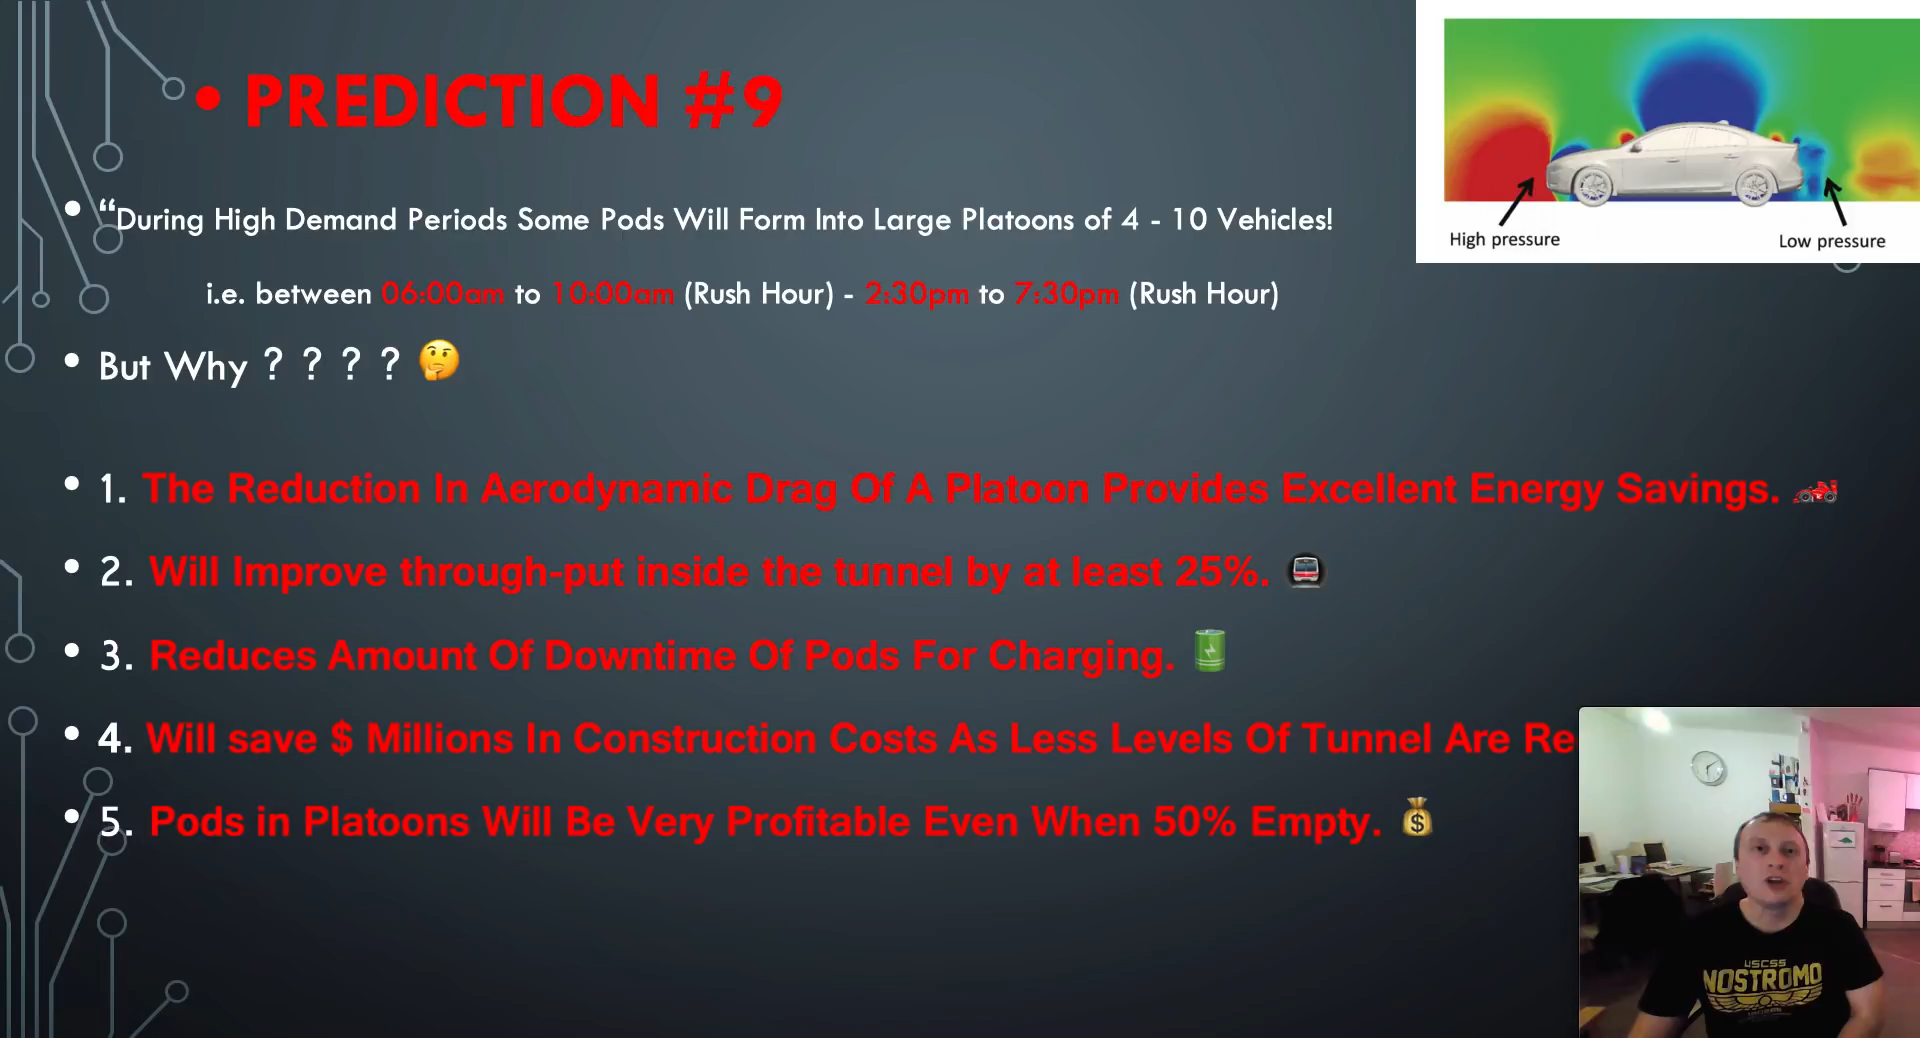 • PREDICTION #9
High pressure
Low pressure
• “During High Demand Periods Some Pods Will Form Into Large Platoons of 4 - 10 Vehicles!
i.e. between 06:00am to 10:00am (Rush Hour) - 2:30pm to 7:30pm (Rush Hour)
• But Why ? ? ? ? 🤔
• 1. The Reduction In Aerodynamic Drag Of A Platoon Provides Excellent Energy Savings. 🏎️
• 2. Will Improve through-put inside the tunnel by at least 25%. 🚇
• 3. Reduces Amount Of Downtime Of Pods For Charging. 🔋
• 4. Will save $ Millions In Construction Costs As Less Levels Of Tunnel Are Re
• 5. Pods in Platoons Will Be Very Profitable Even When 50% Empty. 💰
USCSS
NOSTROMO